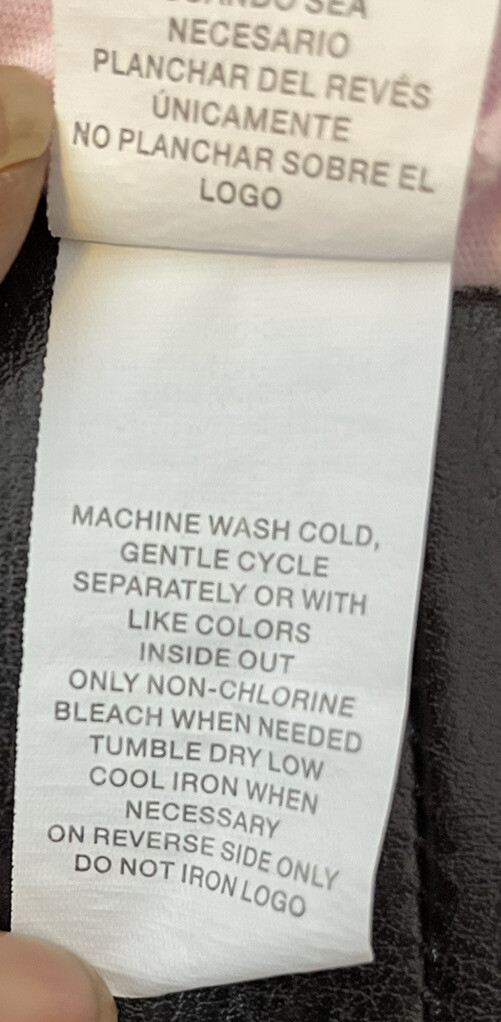 CUANDO SEA
NECESARIO
PLANCHAR DEL REVÉS
ÚNICAMENTE
NO PLANCHAR SOBRE EL
LOGO
MACHINE WASH COLD,
GENTLE CYCLE
SEPARATELY OR WITH
LIKE COLORS
INSIDE OUT
ONLY NON-CHLORINE
BLEACH WHEN NEEDED
TUMBLE DRY LOW
COOL IRON WHEN
NECESSARY
ON REVERSE SIDE ONLY
DO NOT IRON LOGO